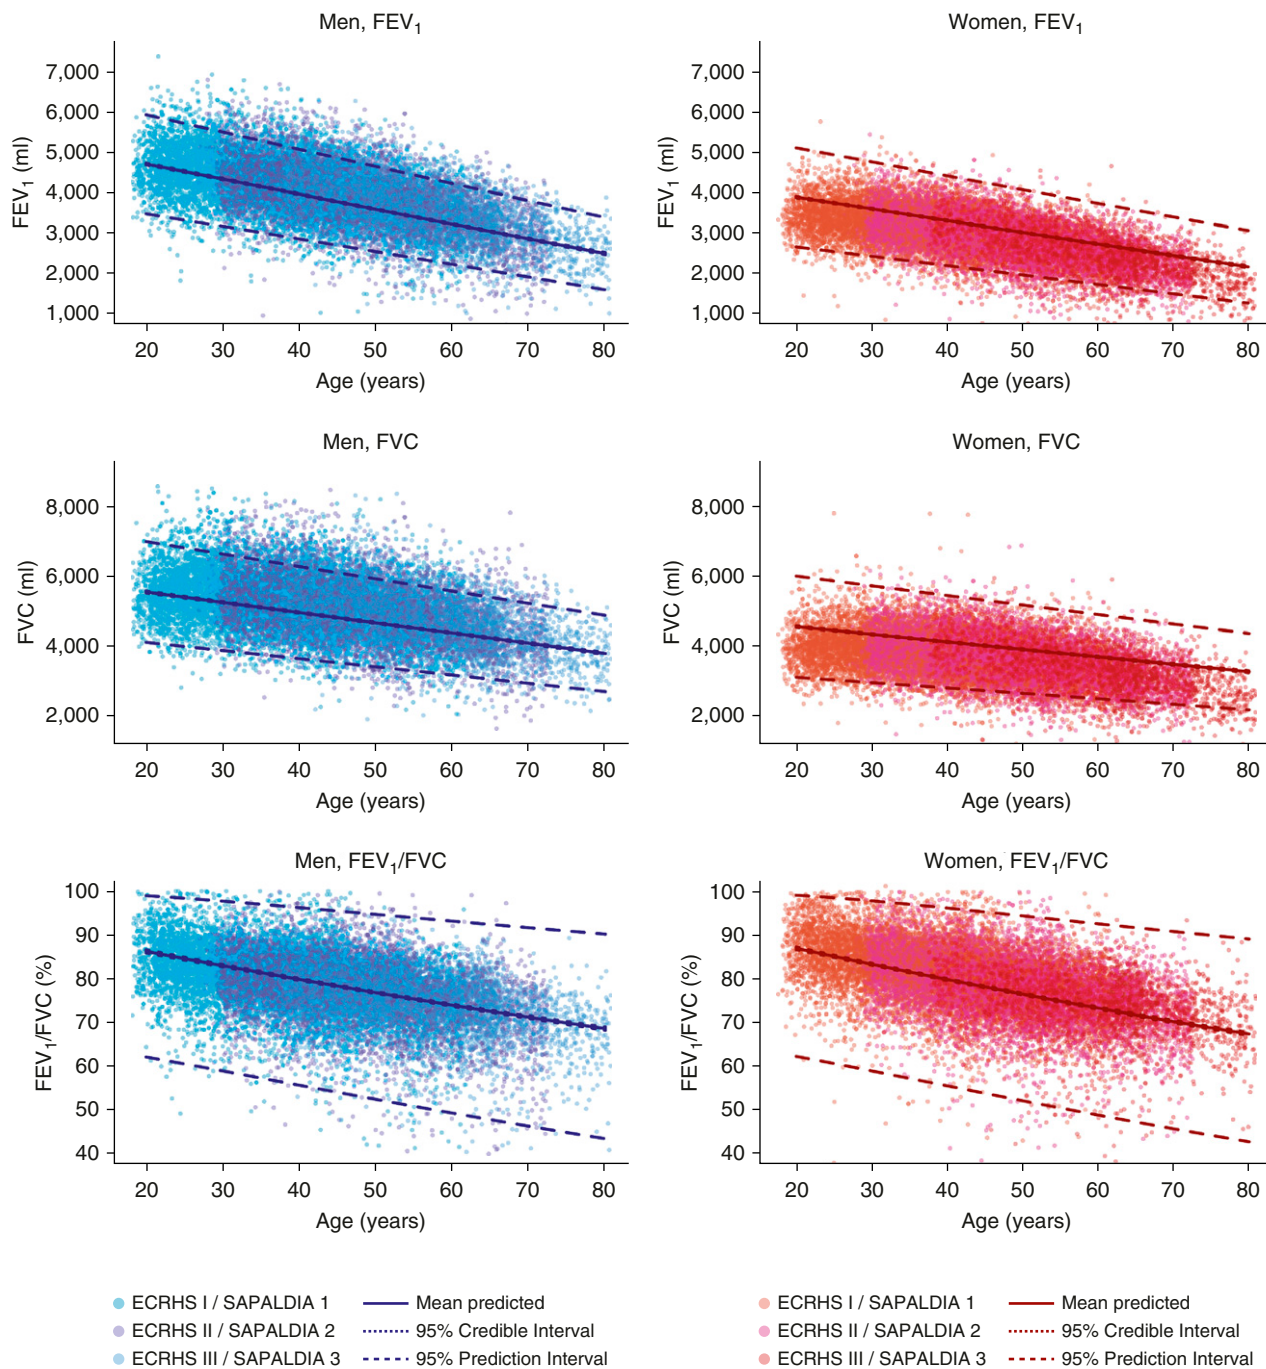 Men, FEV1
Women, FEV1
FEV1 (ml)
7,000
6,000
5,000
4,000
3,000
2,000
1,000
20 30 40 50 60 70 80
Age (years)
FEV1 (ml)
7,000
6,000
5,000
4,000
3,000
2,000
1,000
20 30 40 50 60 70 80
Age (years)
Men, FVC
Women, FVC
FVC (ml)
8,000
6,000
4,000
2,000
20 30 40 50 60 70 80
Age (years)
FVC (ml)
8,000
6,000
4,000
2,000
20 30 40 50 60 70 80
Age (years)
Men, FEV1/FVC
Women, FEV1/FVC
FEV1/FVC (%)
100
90
80
70
60
50
40
20 30 40 50 60 70 80
Age (years)
FEV1/FVC (%)
100
90
80
70
60
50
40
20 30 40 50 60 70 80
Age (years)
ECRHS I / SAPALDIA 1
ECRHS II / SAPALDIA 2
ECRHS III / SAPALDIA 3
Mean predicted
95% Credible Interval
95% Prediction Interval
ECRHS I / SAPALDIA 1
ECRHS II / SAPALDIA 2
ECRHS III / SAPALDIA 3
Mean predicted
95% Credible Interval
95% Prediction Interval